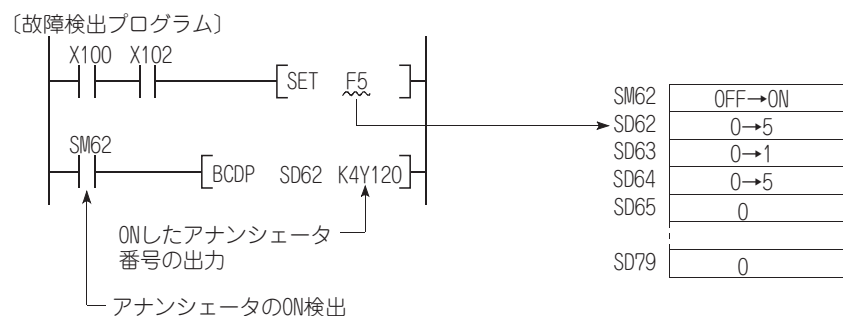 〔故障検出プログラム〕
X100 X102
SET F5
SM62
BCDP SD62 K4Y120
ONしたアナンシェータ
番号の出力
アナンシェータのON検出
SM62 OFF→ON
SD62 0→5
SD63 0→1
SD64 0→5
SD65 0
SD79 0